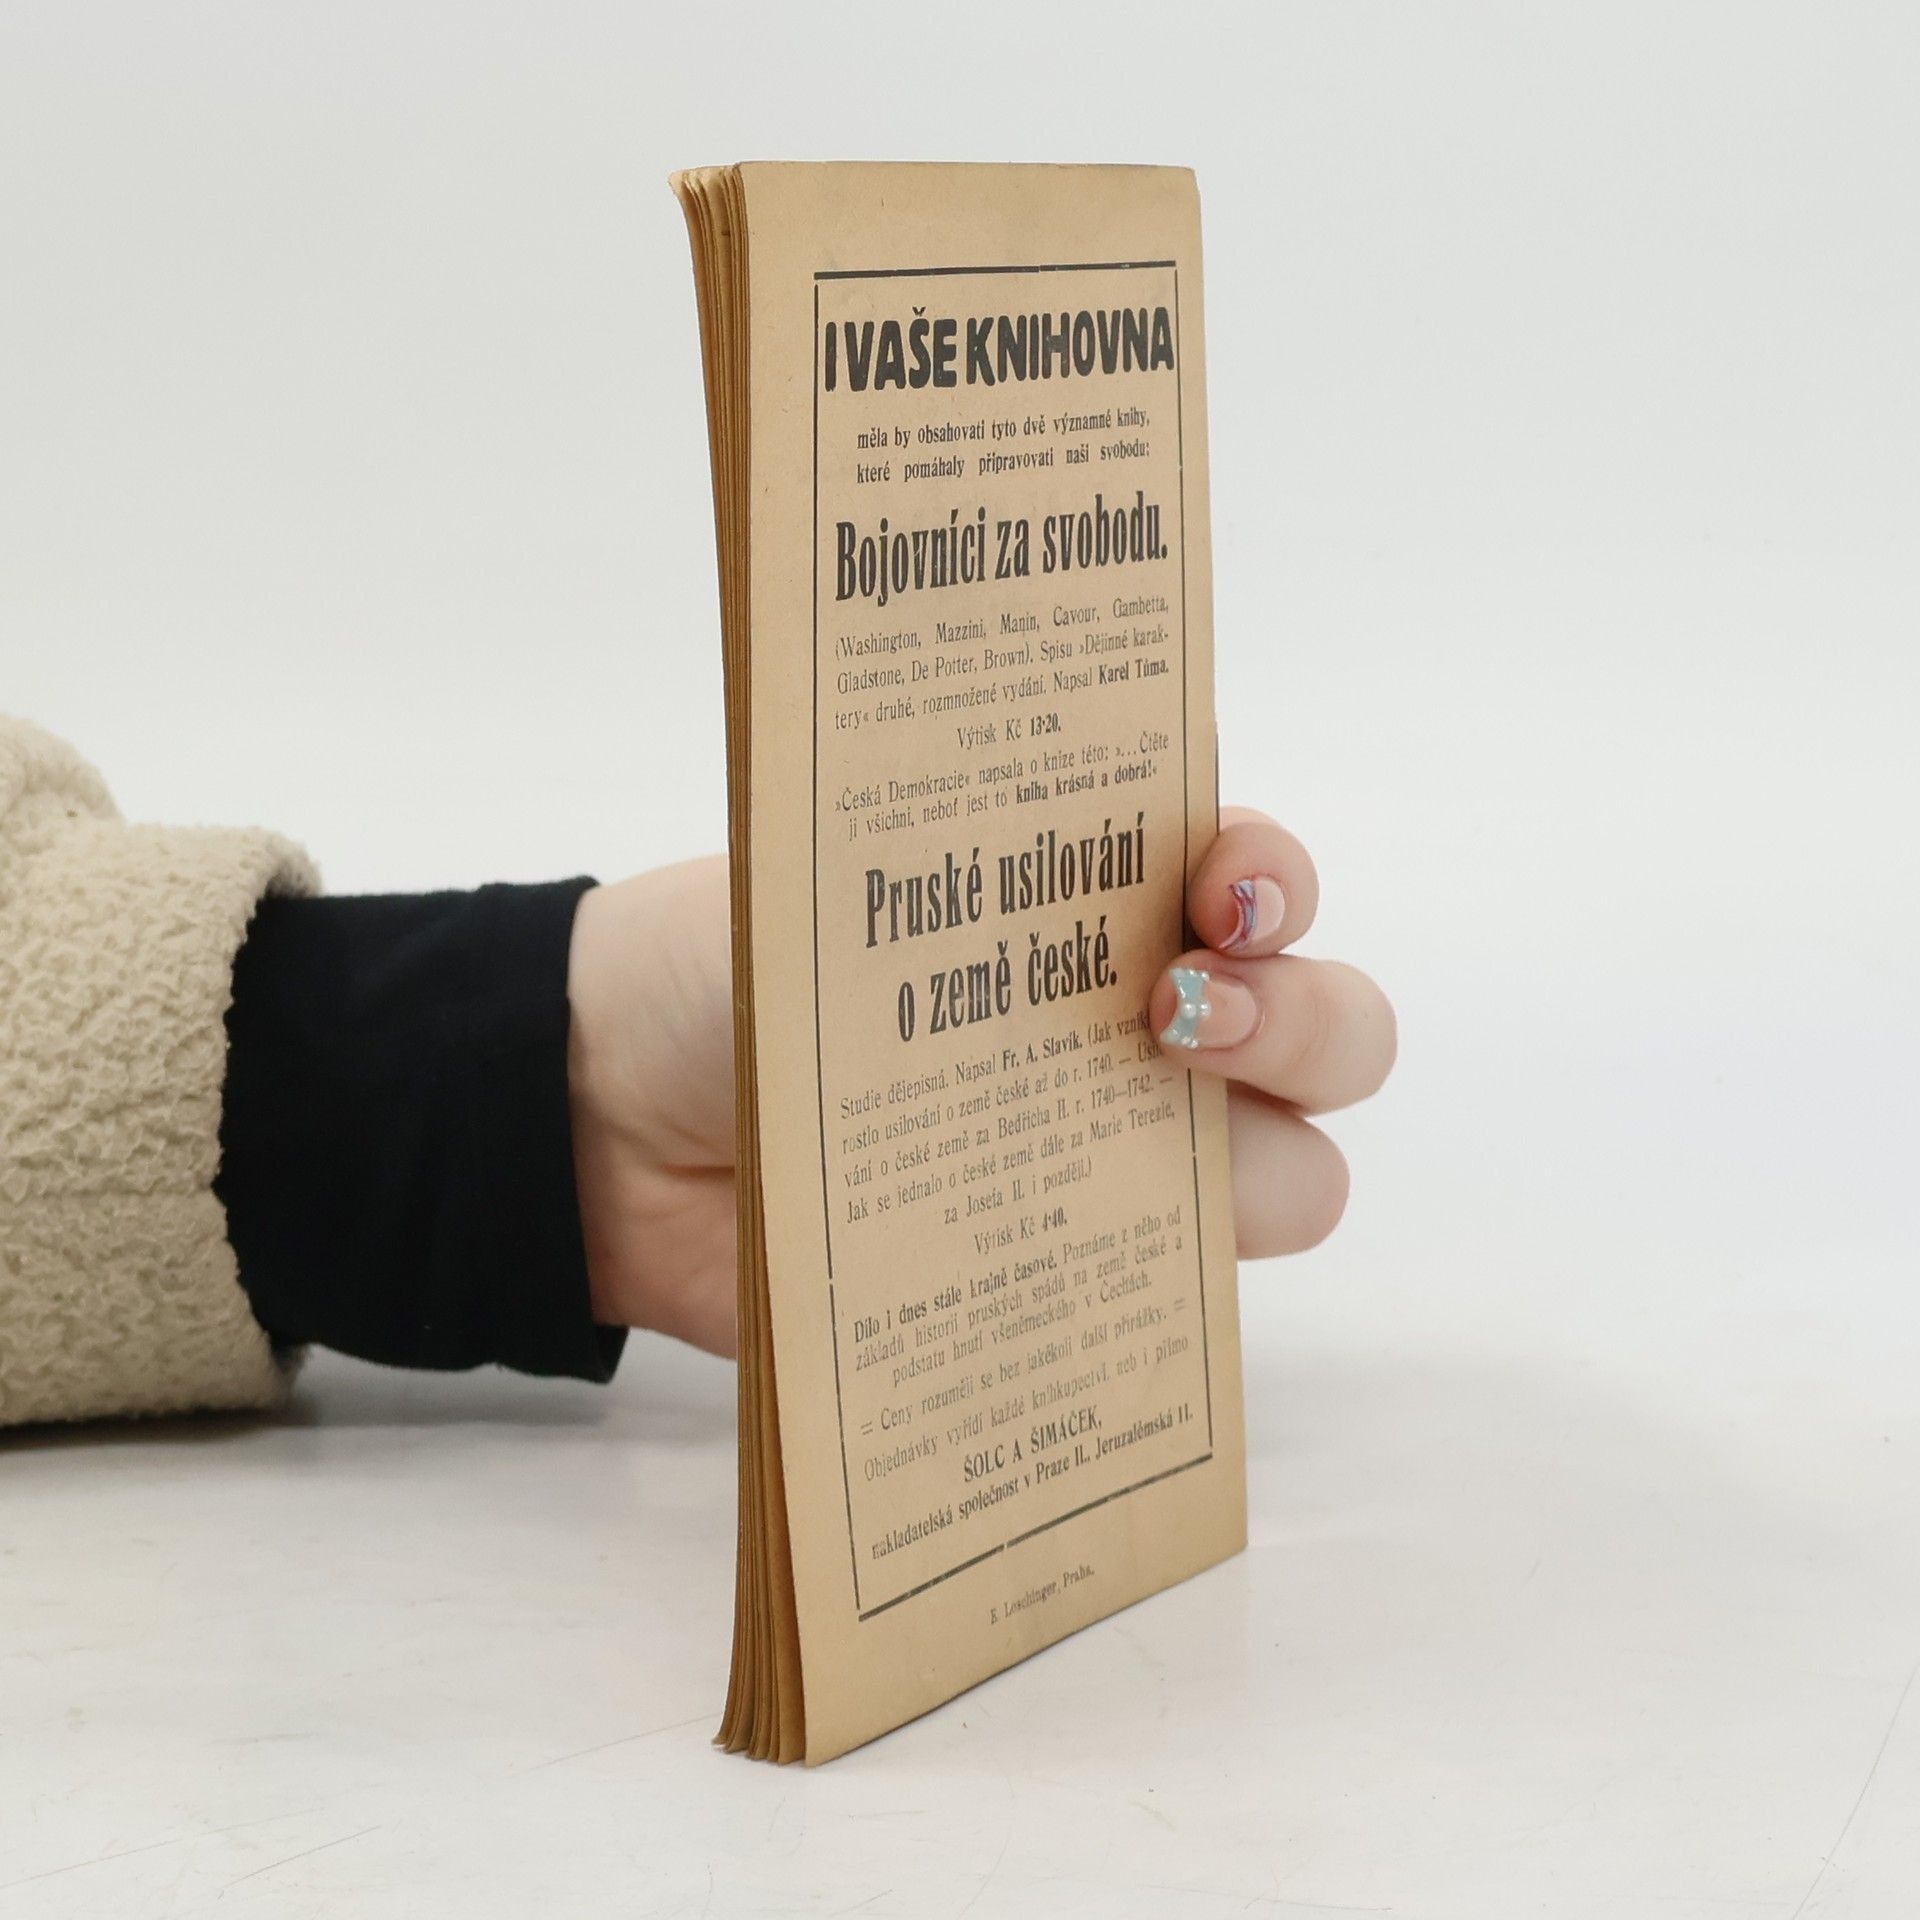 I VAŠE KNIHOVNA
měla by obsahovati tyto dvě významné knihy,
které pomáhaly připravovati naši svobodu:
Bojovníci za svobodu.
(Washington, Mazzini, Manin, Cavour, Gambetta,
Gladstone, De Potter, Brown). Spisu »Dějinné karak-
tery« druhé, rozmnožené vydání. Napsal Karel Tůma.
Výtisk Kč 13·20.
»Česká Demokracie« napsala o knize této: »...Čtěte
ji všichni, neboť jest to kniha krásná a dobrá!«
Pruské usilování
o země české.
Studie dějepisná. Napsal Fr. A. Slavík. (Jak
rostlo usilování o země české až do r. 1740. —
vání o české země za Bedřicha II. r. 1740—1742. —
Jak se jednalo o české země dále za Marie Terezie,
za Josefa II. i později.)
Výtisk Kč 4·40.
Dílo i dnes stále krajně časové. Poznáme z něho od
základů historii pruských spádů na země české a
podstatu hnutí všeněmeckého v Čechách.
= Ceny rozumějí se bez jakékoli další přirážky. =
Objednávky vyřídí každé knihkupectví, neb i přímo
ŠOLC A ŠIMÁČEK,
nakladatelská společnost v Praze II., Jeruzalémská 11.
E. Loschinger, Praha.